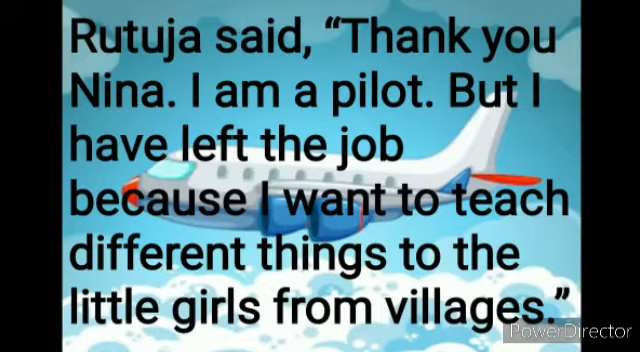 Rutuja said, “Thank you
Nina. I am a pilot. But I
have left the job
because I want to teach
different things to the
little girls from villages.”
PowerDirector